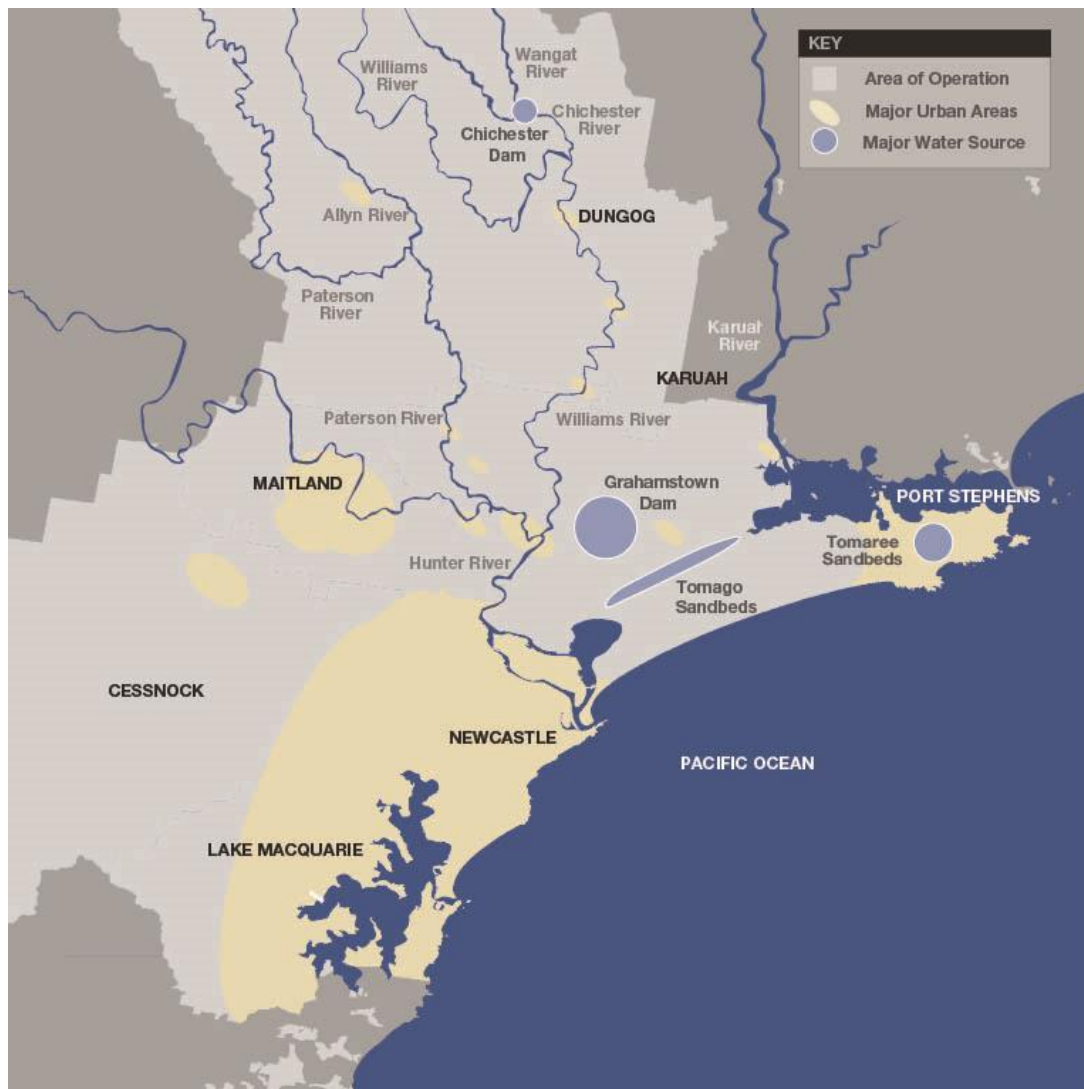 KEY
Area of Operation
Major Urban Areas
Major Water Source
Wangat
River
Williams
River
Chichester
River
Chichester
Dam
Allyn River
DUNGOG
Paterson
River
Karuah
River
KARUAH
Paterson River
Williams River
MAITLAND
Grahamstown
Dam
PORT STEPHENS
Tomaree
Sandbeds
Hunter River
Tomago
Sandbeds
CESSNOCK
NEWCASTLE
PACIFIC OCEAN
LAKE MACQUARIE